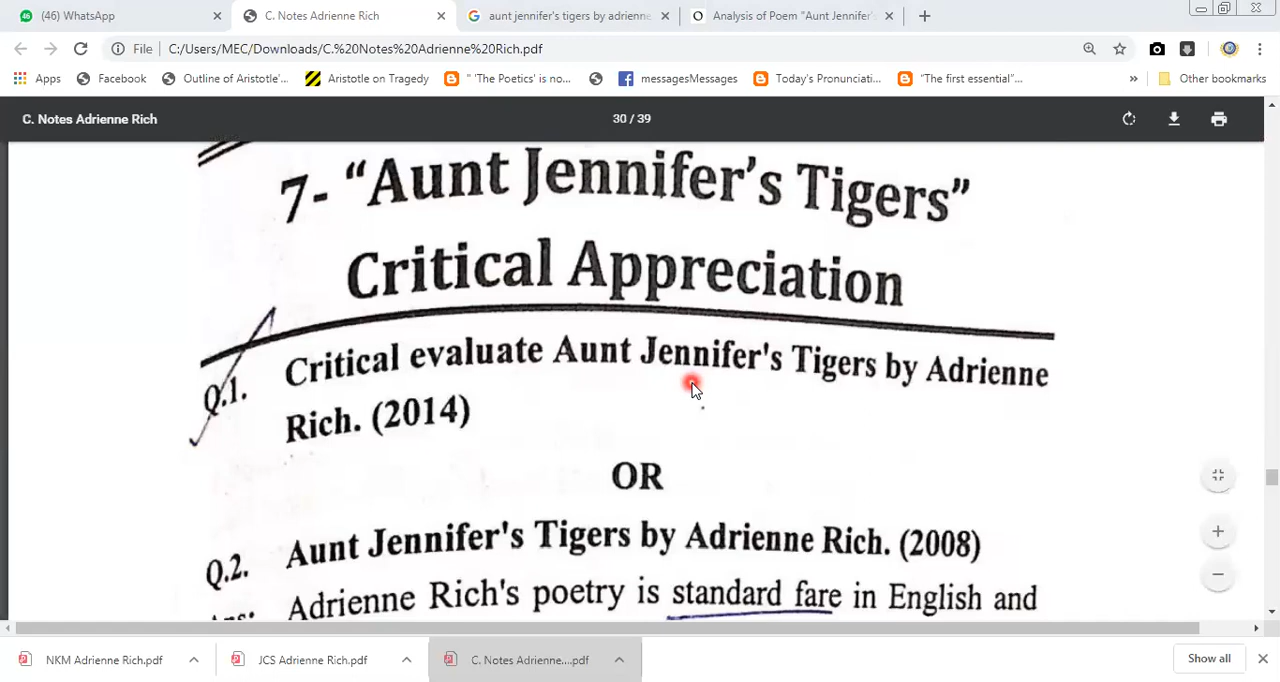 (46) WhatsApp
C. Notes Adrienne Rich
aunt jennifer's tigers by adrienne
Analysis of Poem "Aunt Jennifer's
File
C:/Users/MEC/Downloads/C.%20Notes%20Adrienne%20Rich.pdf
Apps
Facebook
Outline of Aristotle'...
Aristotle on Tragedy
" 'The Poetics' is no...
messagesMessages
Today's Pronunciati...
"The first essential"...
»
Other bookmarks
C. Notes Adrienne Rich
30 / 39
7- "Aunt Jennifer's Tigers"
Critical Appreciation
Q.1. Critical evaluate Aunt Jennifer's Tigers by Adrienne
Rich. (2014)
OR
Q.2. Aunt Jennifer's Tigers by Adrienne Rich. (2008)
Ans: Adrienne Rich's poetry is standard fare in English and
NKM Adrienne Rich.pdf
JCS Adrienne Rich.pdf
C. Notes Adrienne....pdf
Show all